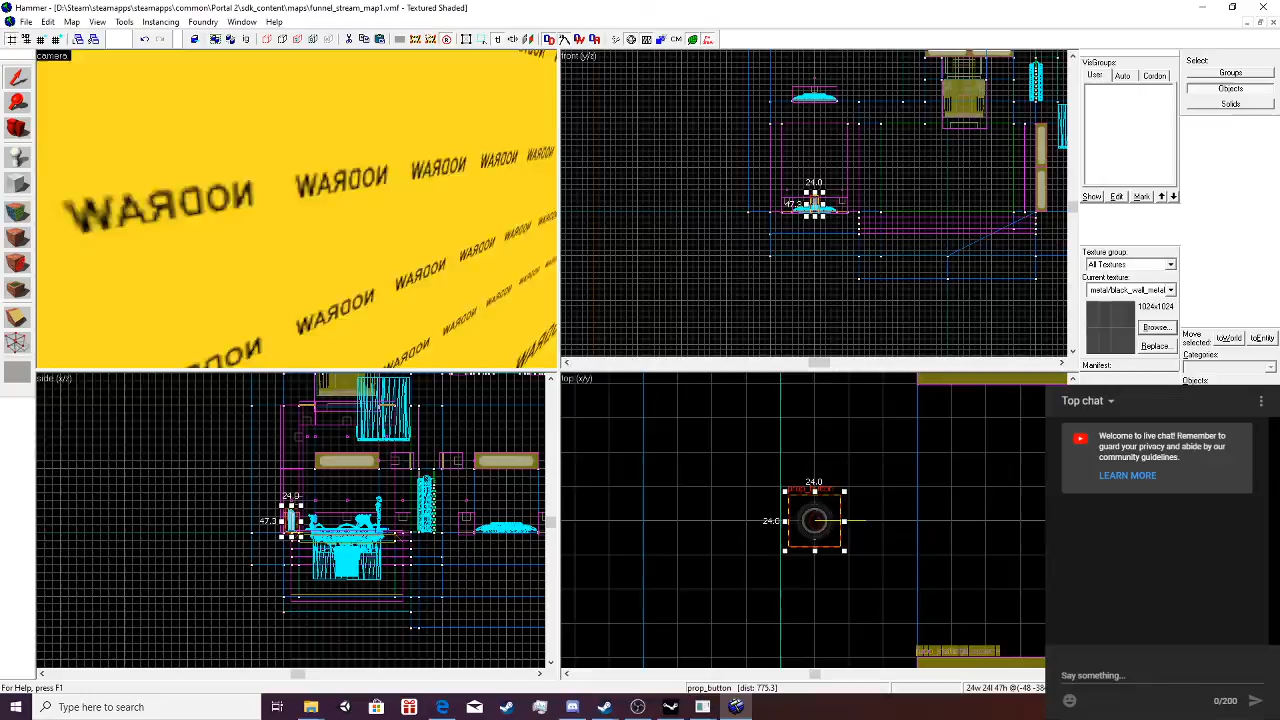 Hammer - [D:\Steam\steamapps\steamapps\common\Portal 2\sdk_content\maps\funnel_stream_map1.vmf - Textured Shaded]
File Edit Map View Tools Instancing Foundry Window Help
camera
front (y/z)
side (x/z)
top (x/y)
24.0
24.0
47.3
24.0
24.0
prop_button
VisGroups:
User
Auto
Cordon
Show
Edit
Mark
Select:
Groups
Objects
Solids
Texture group:
All Textures
Current texture:
metal/black_wall_metal
1024x1024
Browse...
Replace...
Move selected:
toWorld
toEntity
Categories:
Manifest:
Objects:
Top chat
Welcome to live chat! Remember to
guard your privacy and abide by our
community guidelines.
LEARN MORE
Say something...
0/200
For Help, press F1
prop_button [dist: 775.3]
Type here to search